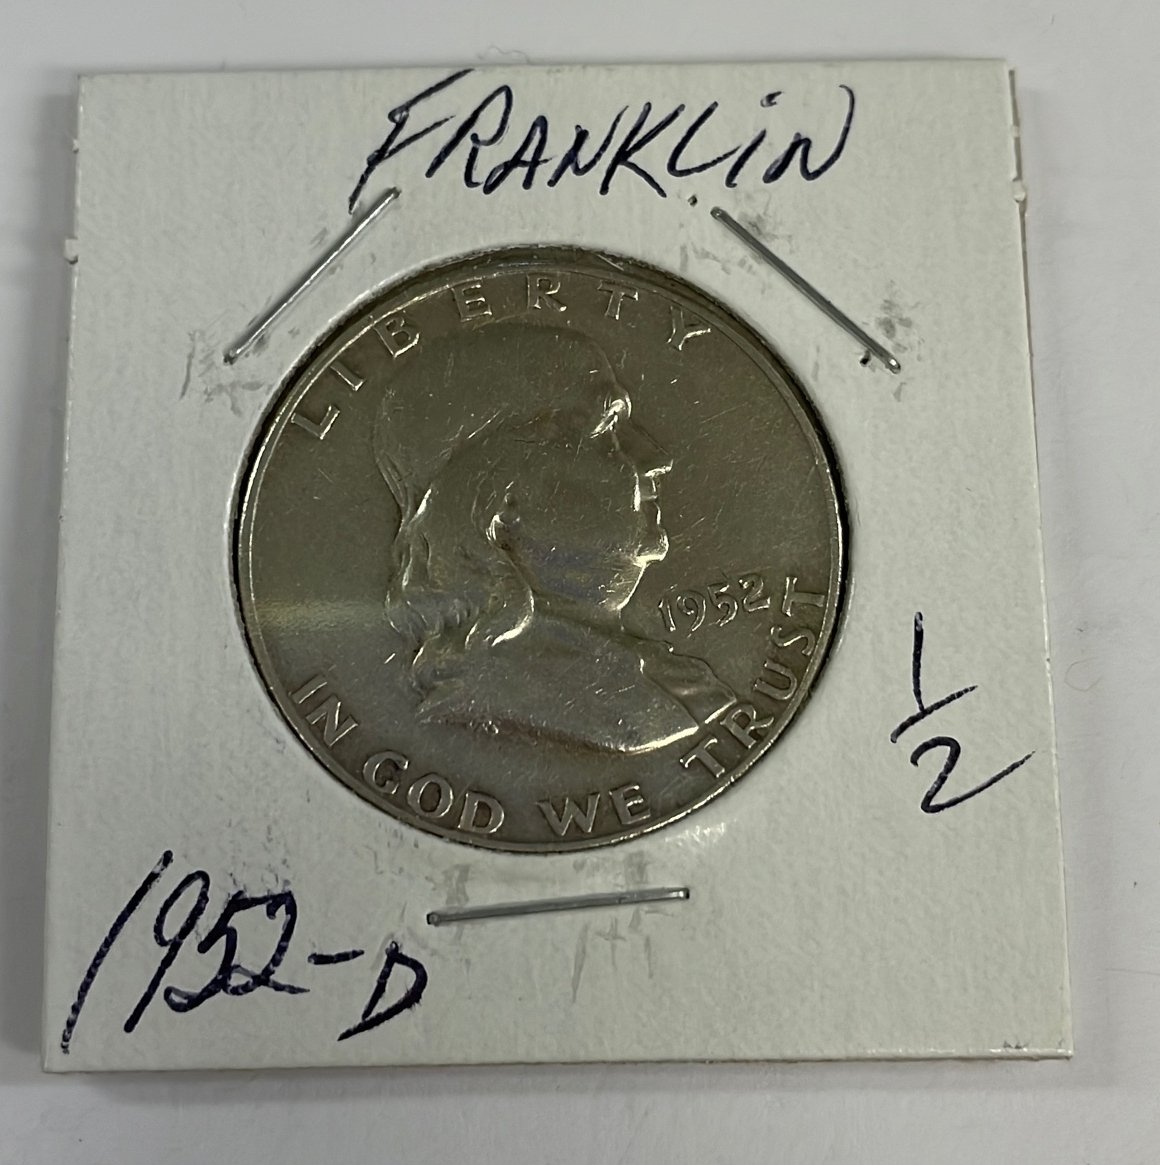 FRANKLiN
LIBERTY
1952
IN GOD WE TRUST
1/2
1952-D